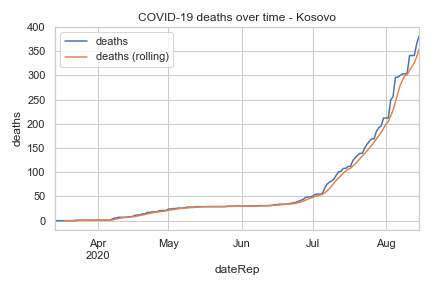 COVID-19 deaths over time - Kosovo
deaths
deaths (rolling)
400
350
300
250
200
150
100
50
0
deaths
Apr
2020
May
Jun
Jul
Aug
dateRep